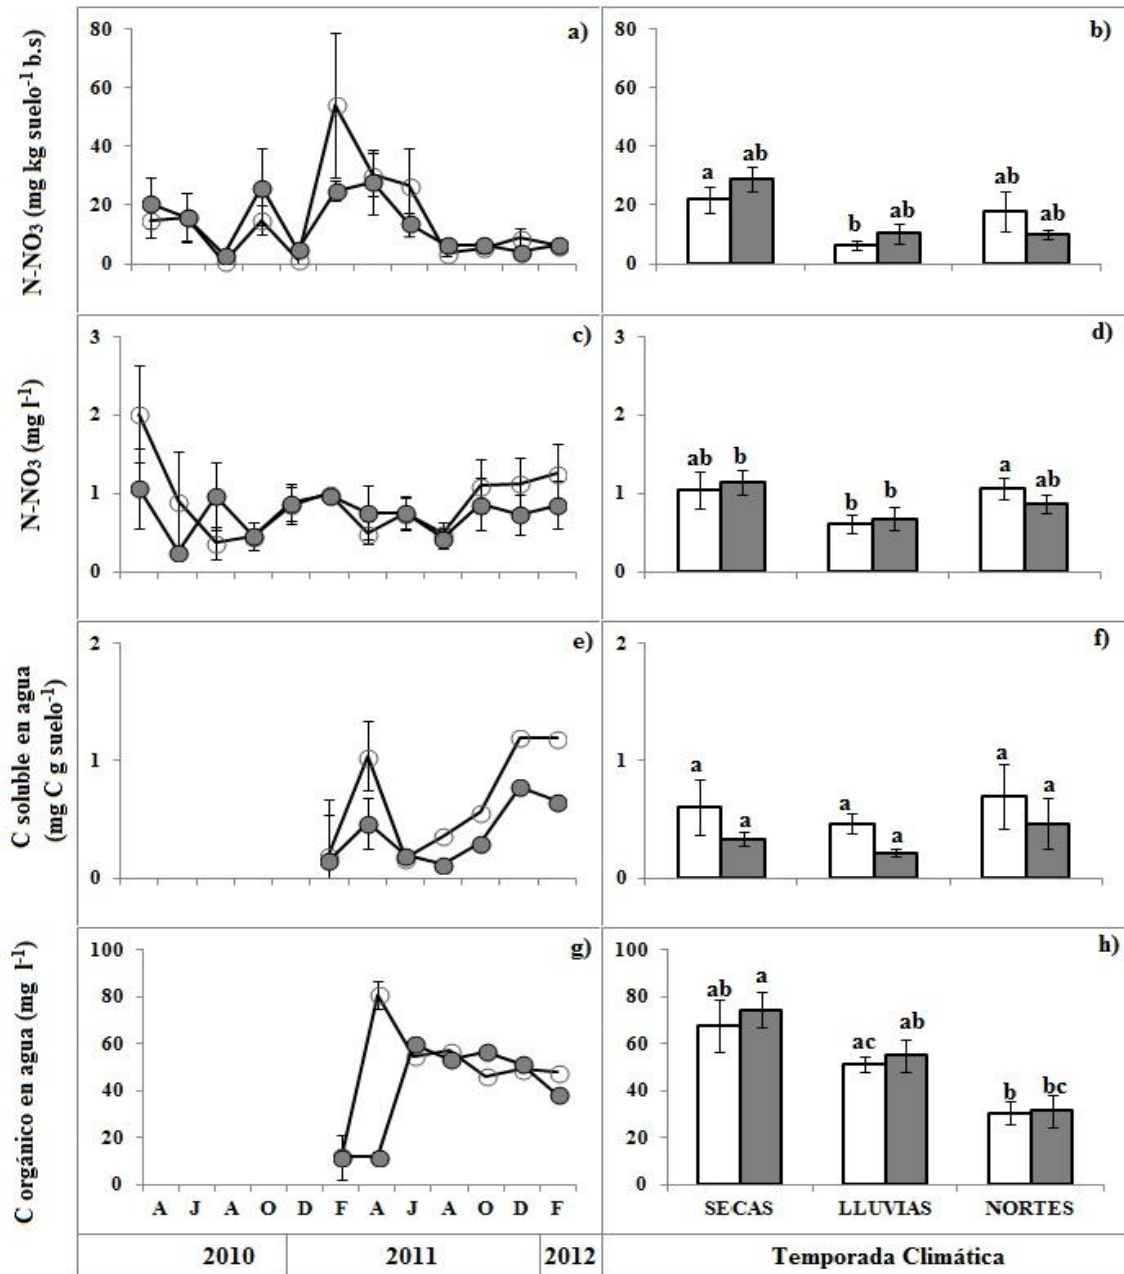 N-NO3 (mg kg suelo-1 b.s)
80
60
40
20
0
a)
80
60
40
20
0
b)
a
ab
b
ab
ab
ab
N-NO3 (mg l-1)
3
2
1
0
c)
3
2
1
0
d)
ab
b
b
b
a
ab
C soluble en agua
(mg C g suelo-1)
2
1
0
e)
2
1
0
f)
a
a
a
a
a
a
C orgánico en agua (mg l-1)
100
80
60
40
20
0
g)
100
80
60
40
20
0
h)
ab
a
ac
ab
b
bc
A J A O D F A J A O D F
SECAS LLUVIAS NORTES
2010 2011 2012 Temporada Climática